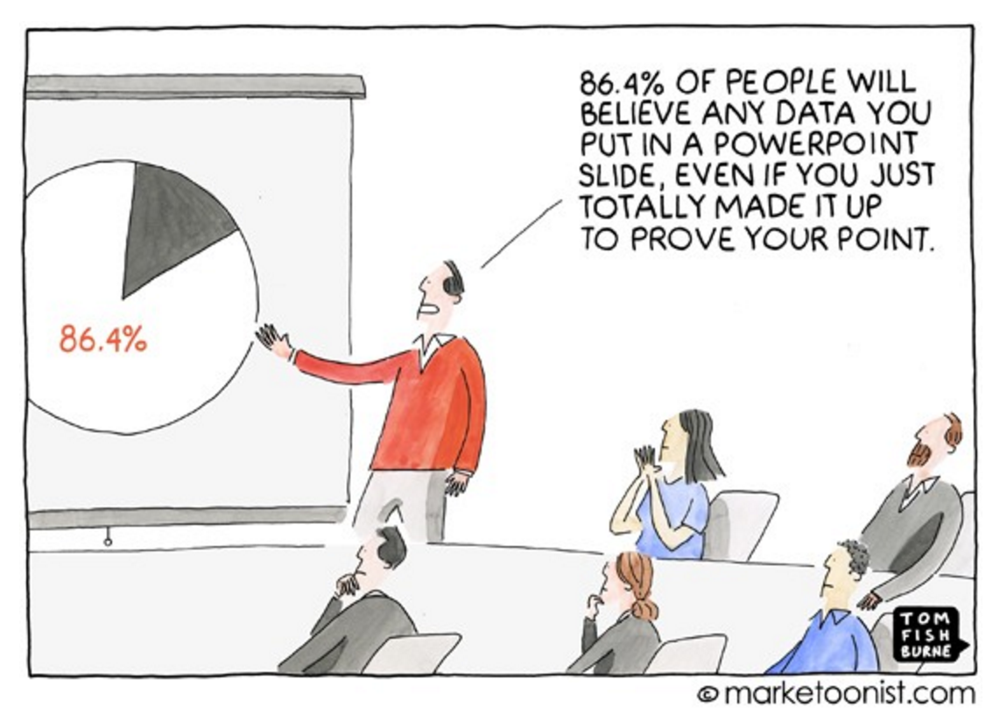 86.4% OF PEOPLE WILL
BELIEVE ANY DATA YOU
PUT IN A POWERPOINT
SLIDE, EVEN IF YOU JUST
TOTALLY MADE IT UP
TO PROVE YOUR POINT.
86.4%
TOM
FISH
BURNE
© marketoonist.com